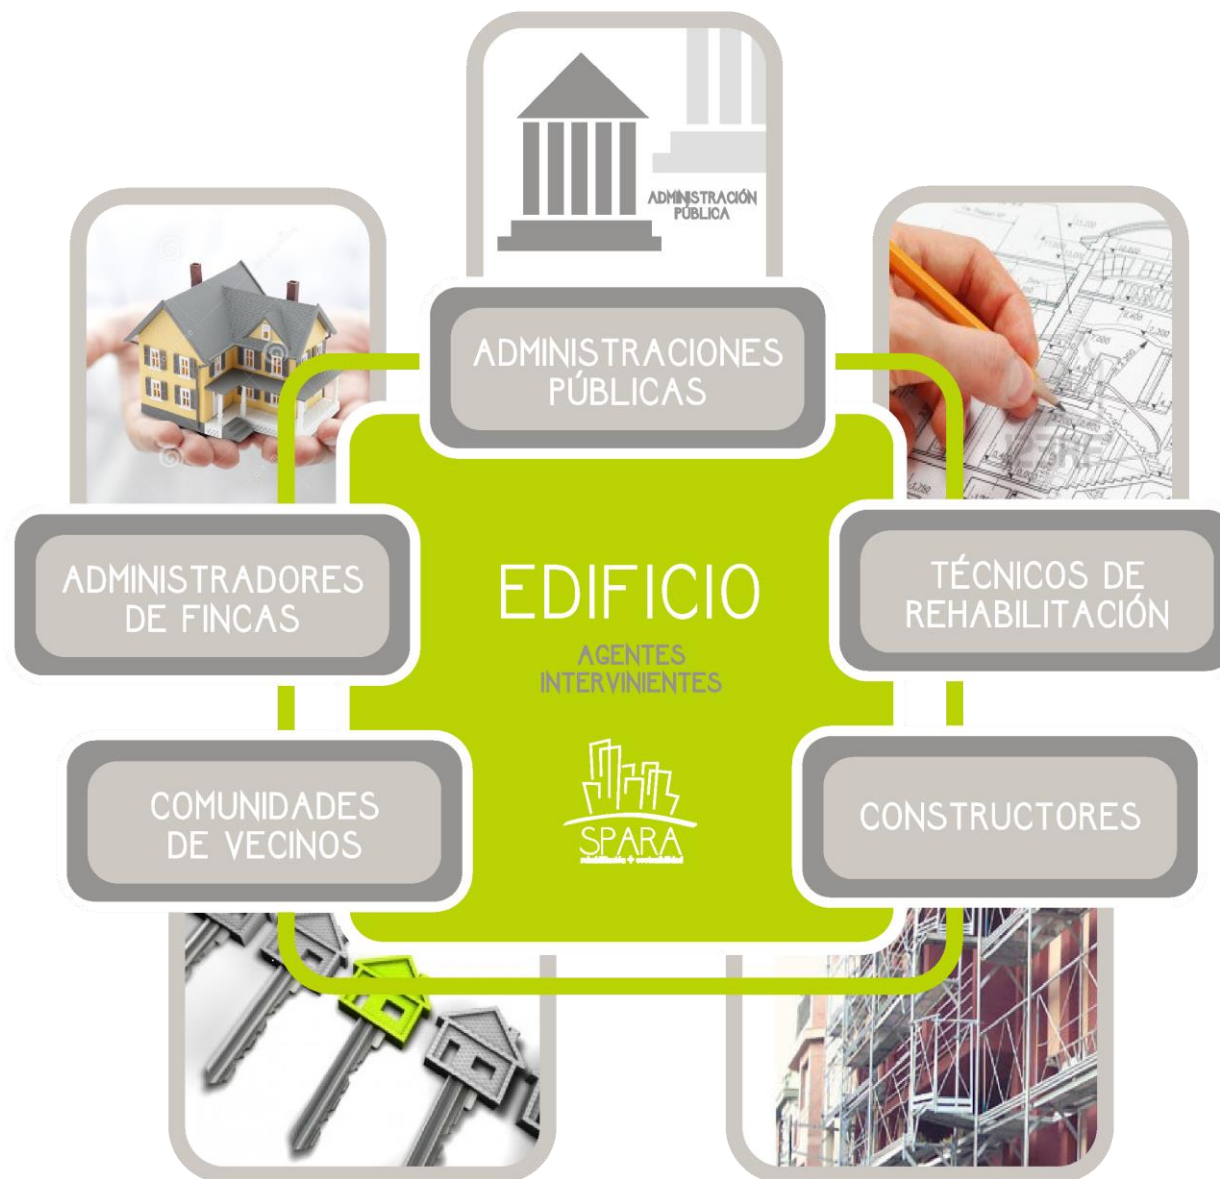 ADMINISTRACIÓN
PÚBLICA
ADMINISTRACIONES
PÚBLICAS
ADMINISTRADORES
DE FINCAS
EDIFICIO
AGENTES
INTERVINIENTES
TÉCNICOS DE
REHABILITACIÓN
COMUNIDADES
DE VECINOS
SPARA
CONSTRUCTORES